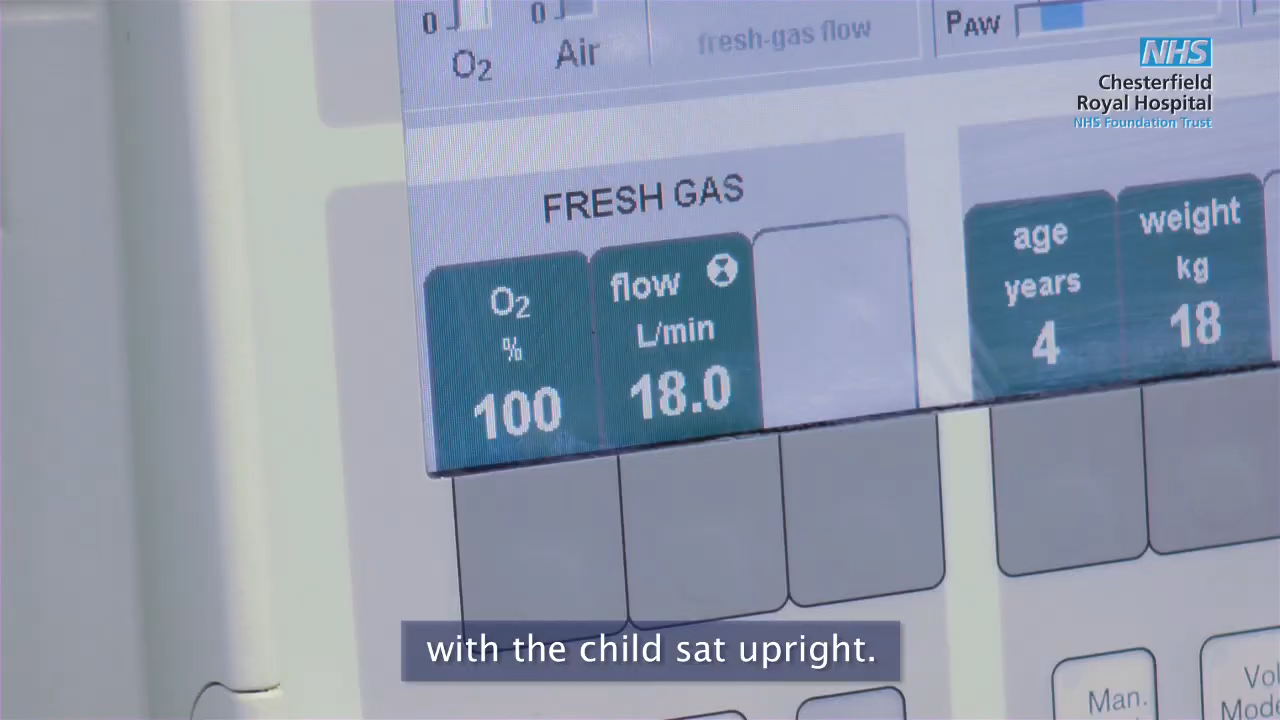 0
0
O2
Air
fresh-gas flow
PAW
NHS
Chesterfield
Royal Hospital
NHS Foundation Trust
FRESH GAS
O2
%
100
flow
L/min
18.0
age
years
4
weight
kg
18
with the child sat upright.
Man.
Vol
Mode